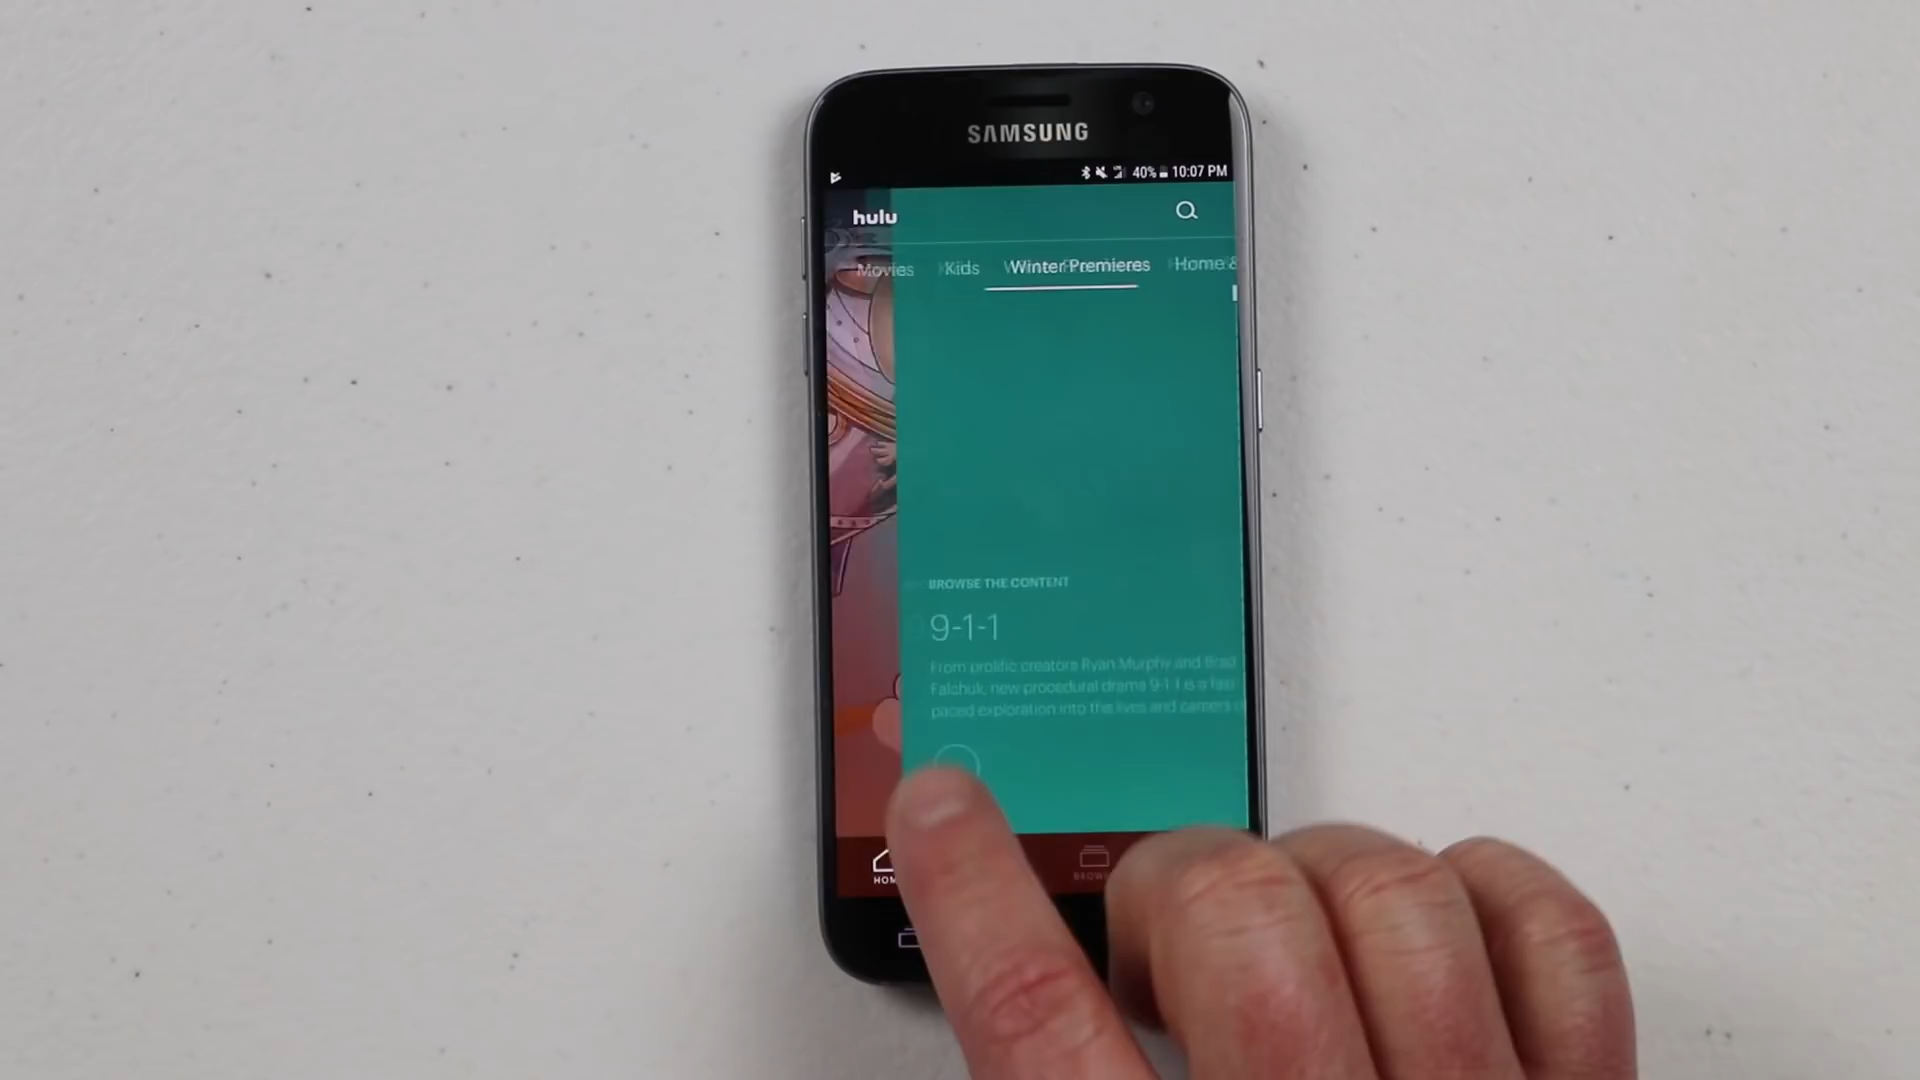 SAMSUNG
40% 10:07 PM
hulu
Movies Kids Winter Premieres Home &
BROWSE THE CONTENT
9-1-1
From prolific creators Ryan Murphy and Brad
Falchuk, new procedural drama 9-1-1 is a fast
paced exploration into the lives and careers o
HOM
BROW